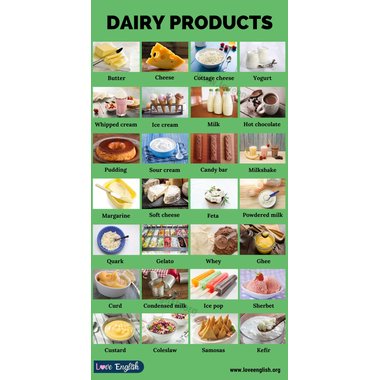 DAIRY PRODUCTS
Butter Cheese Cottage cheese Yogurt
Whipped cream Ice cream Milk Hot chocolate
Pudding Sour cream Candy bar Milkshake
Margarine Soft cheese Feta Powdered milk
Quark Gelato Whey Ghee
Curd Condensed milk Ice pop Sherbet
Custard Coleslaw Samosas Kefir
Love English www.loveenglish.org